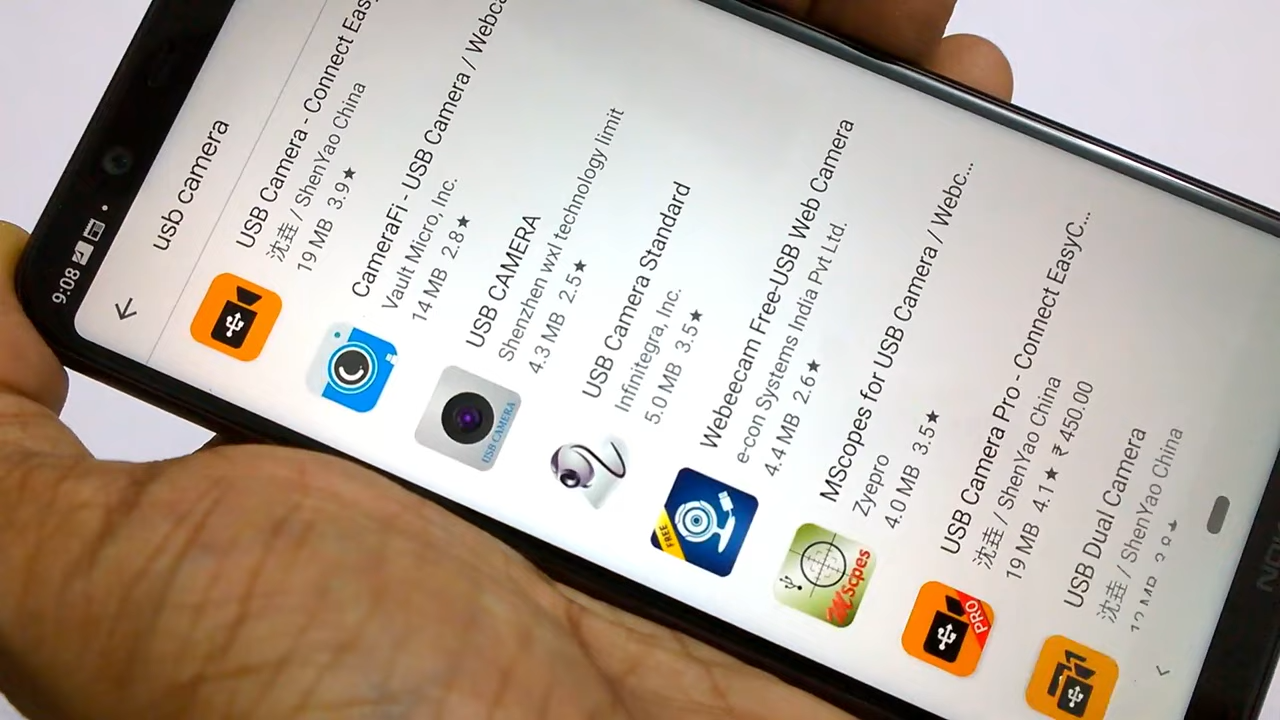 9:08
usb camera
USB Camera - Connect Eas
沈垚 / ShenYao China
19 MB 3.9★
CameraFi - USB Camera / Webca
Vault Micro, Inc.
14 MB 2.8★
USB CAMERA
USB CAMERA
Shenzhen wxl technology limit
4.3 MB 2.5★
USB Camera Standard
Infinitegra, Inc.
5.0 MB 3.5★
FREE
Webeecam Free-USB Web Camera
e-con Systems India Pvt Ltd.
4.4 MB 2.6★
MScopes
MScopes for USB Camera / Webc...
Zyepro
4.0 MB 3.5★
PRO
USB Camera Pro - Connect EasyC...
沈垚 / ShenYao China
19 MB 4.1★ ₹ 450.00
USB Dual Camera
沈垚 / ShenYao China